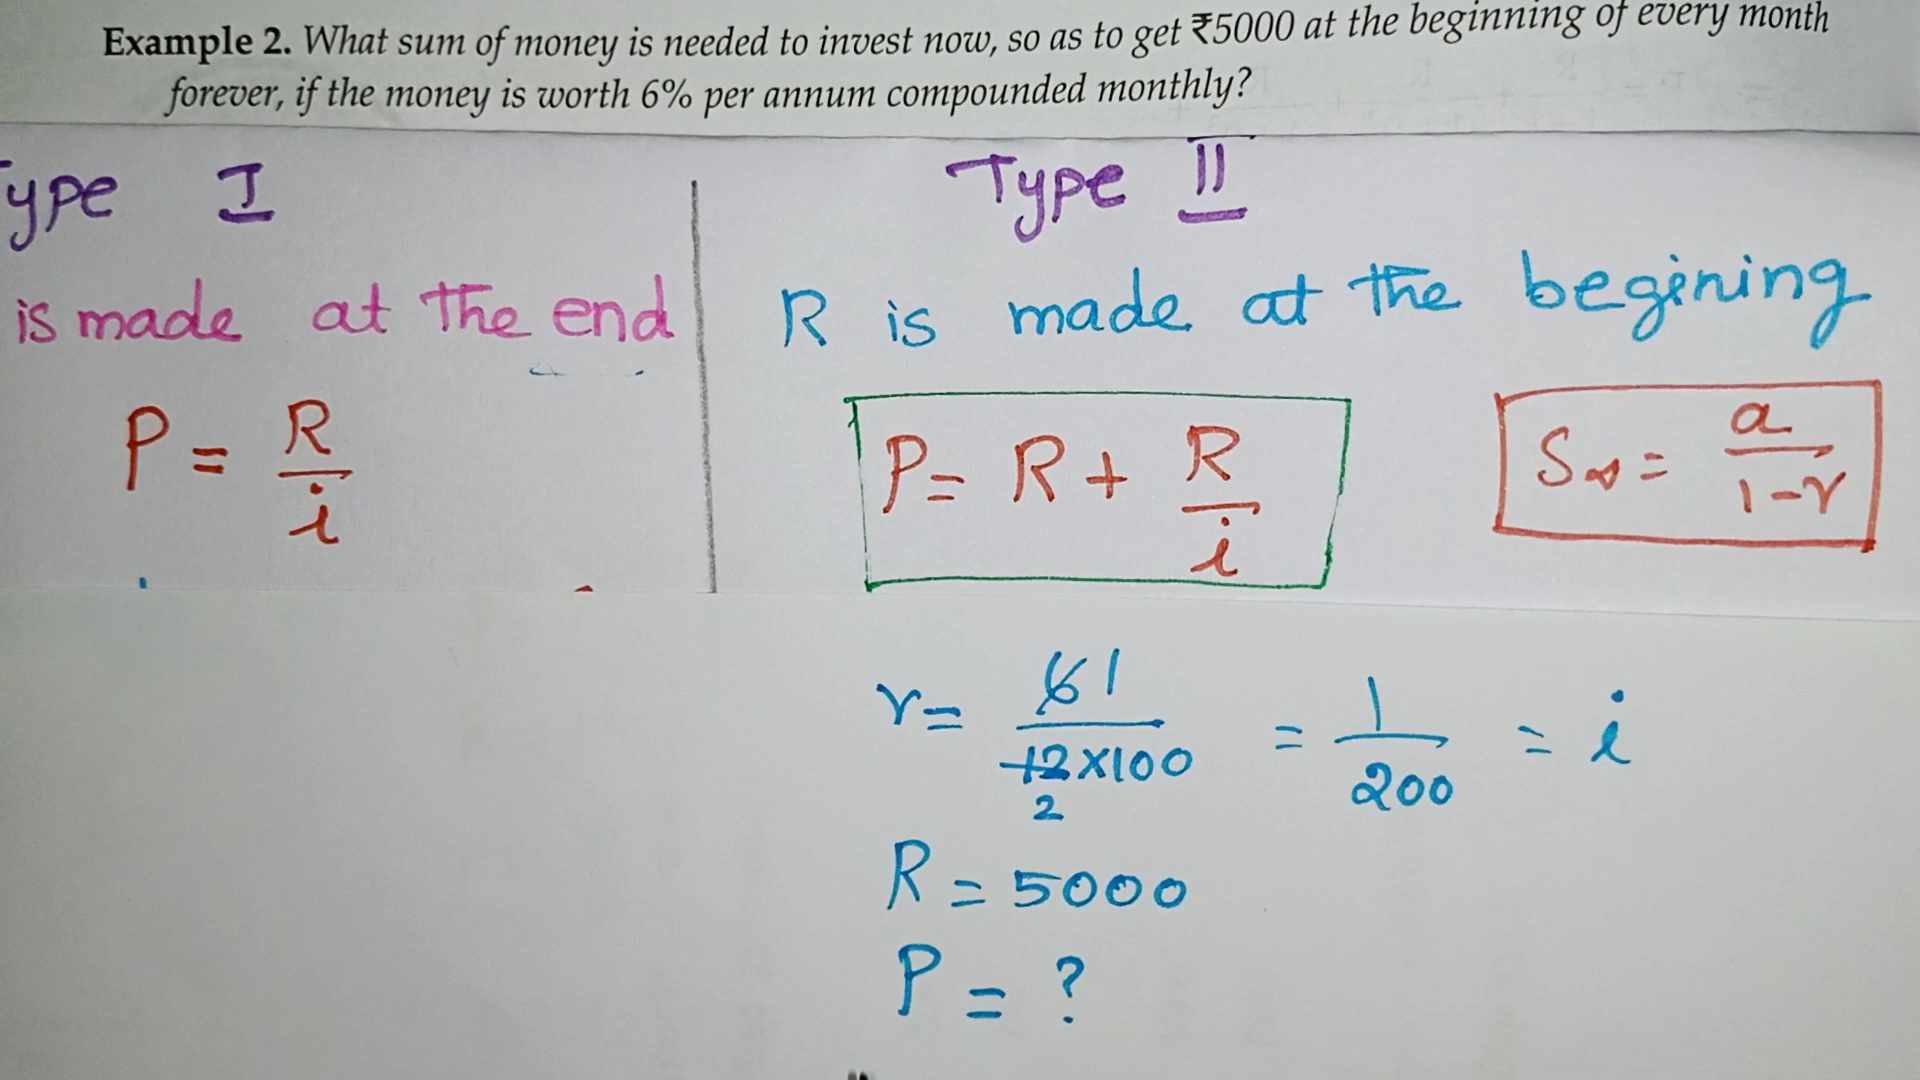 Example 2. What sum of money is needed to invest now, so as to get ₹5000 at the beginning of every month
forever, if the money is worth 6% per annum compounded monthly?
ype I
Type II
is made at the end
R is made at the begining
P = R/i
P = R + R/i
S∞ = a/1-r
r = 6 1/12 × 100 = 1/200 = i
2
R = 5000
P = ?